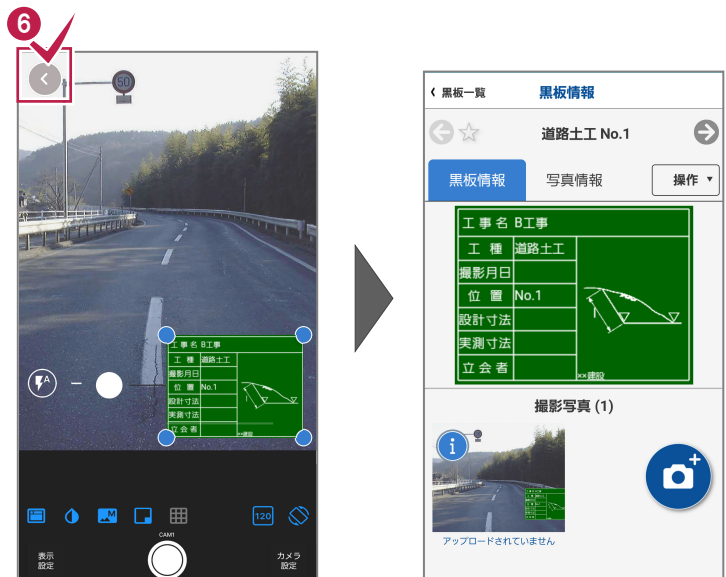 6
50
工事名 B工事
工種 道路土工
撮影月日
位置 No.1
設計寸法
実測寸法
立会者
××建設
A
M
120
CAM1
表示
設定
カメラ
設定
黒板一覧
黒板情報
道路土工 No.1
黒板情報
写真情報
操作
工事名 B工事
工種 道路土工
撮影月日
位置 No.1
設計寸法
実測寸法
立会者
××建設
撮影写真 (1)
i
アップロードされていません